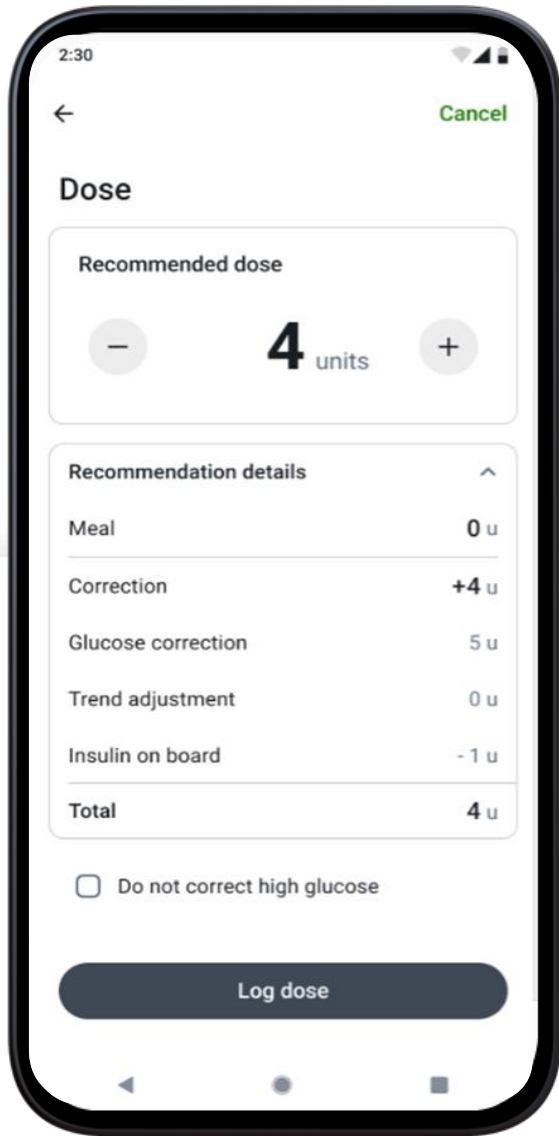 2:30
Cancel
Dose
Recommended dose
− 4 units +
Recommendation details
Meal 0 u
Correction +4 u
Glucose correction 5 u
Trend adjustment 0 u
Insulin on board - 1 u
Total 4 u
Do not correct high glucose
Log dose